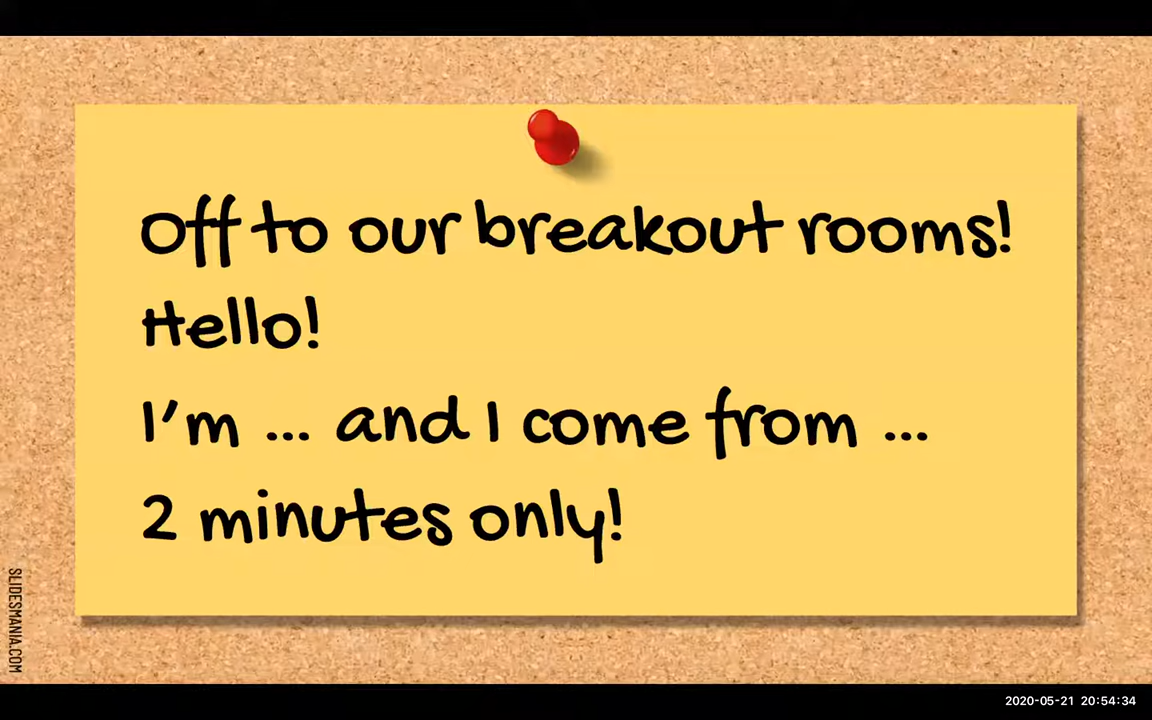 Off to our breakout rooms!
Hello!
I'm ... and I come from ...
2 minutes only!
SLIDESMANIA.COM
2020-05-21 20:54:34